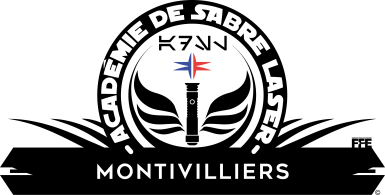 - ACADÉMIE DE SABRE LASER -
FFE
MONTIVILLIERS
©